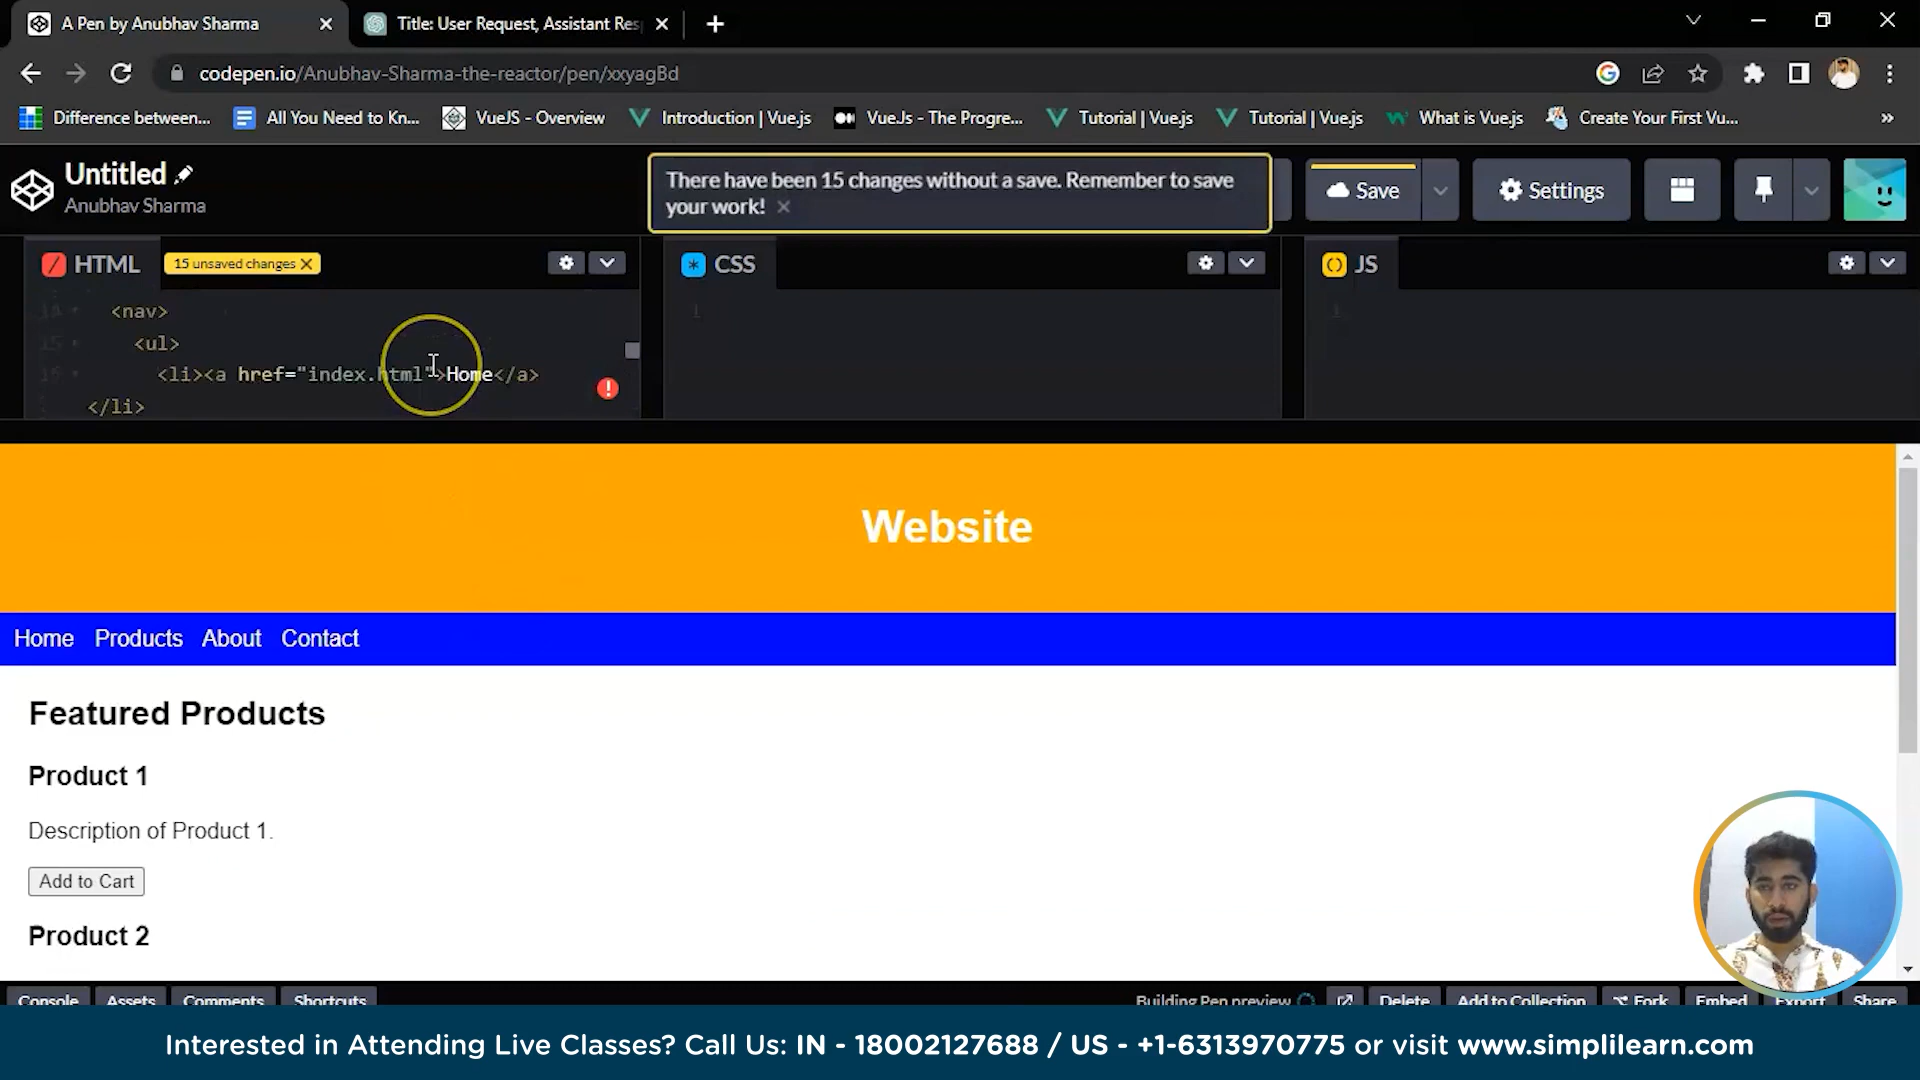 A Pen by Anubhav Sharma
Title: User Request, Assistant Res
codepen.io/Anubhav-Sharma-the-reactor/pen/xxyagBd
Difference between...
All You Need to Kn...
VueJS - Overview
Introduction | Vue.js
VueJs - The Progre...
Tutorial | Vue.js
Tutorial | Vue.js
What is Vue.js
Create Your First Vu...
Untitled
Anubhav Sharma
There have been 15 changes without a save. Remember to save
your work!
Save
Settings
HTML
15 unsaved changes
CSS
JS
14
<nav>
1
1
15
<ul>
16
<li><a href="index.html">Home</a>
</li>
Website
Home
Products
About
Contact
Featured Products
Product 1
Description of Product 1.
Add to Cart
Product 2
Console
Assets
Comments
Shortcuts
Building Pen preview
Delete
Add to Collection
Fork
Embed
Export
Share
Interested in Attending Live Classes? Call Us: IN - 18002127688 / US - +1-6313970775 or visit www.simplilearn.com